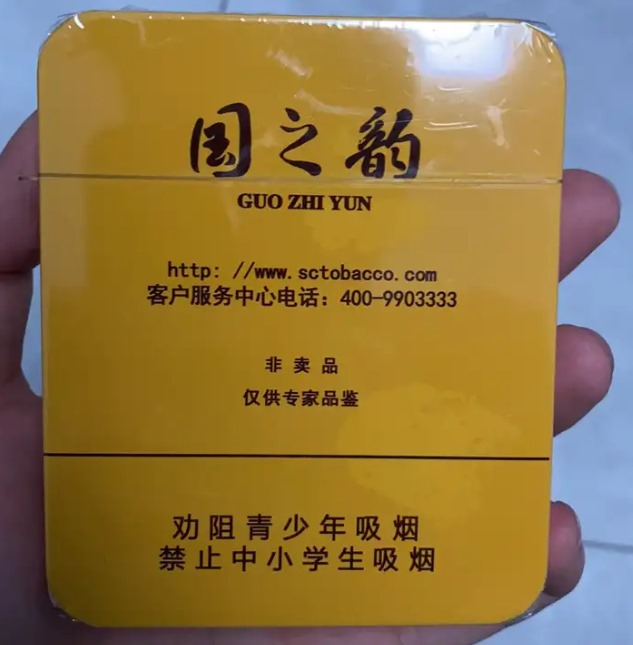 国之韵
GUO ZHI YUN
http: //www.sctobacco.com
客户服务中心电话：400-9903333
非卖品
仅供专家品鉴
劝阻青少年吸烟
禁止中小学生吸烟